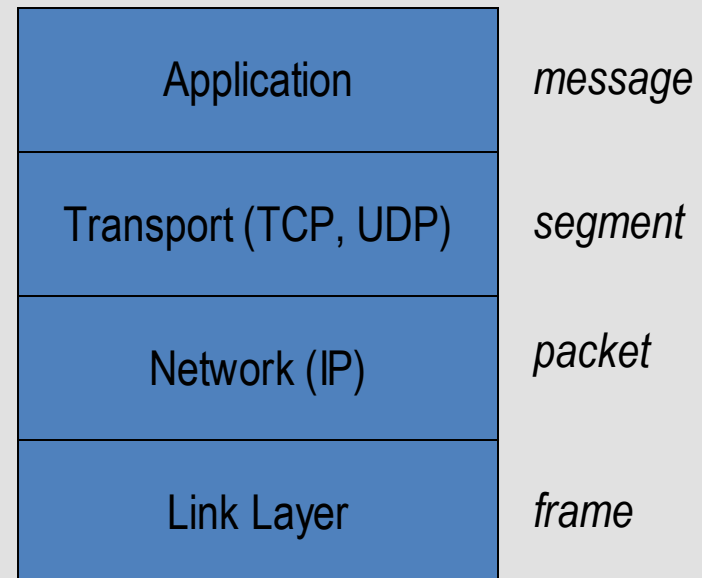 Application message
Transport (TCP, UDP) segment
Network (IP) packet
Link Layer frame